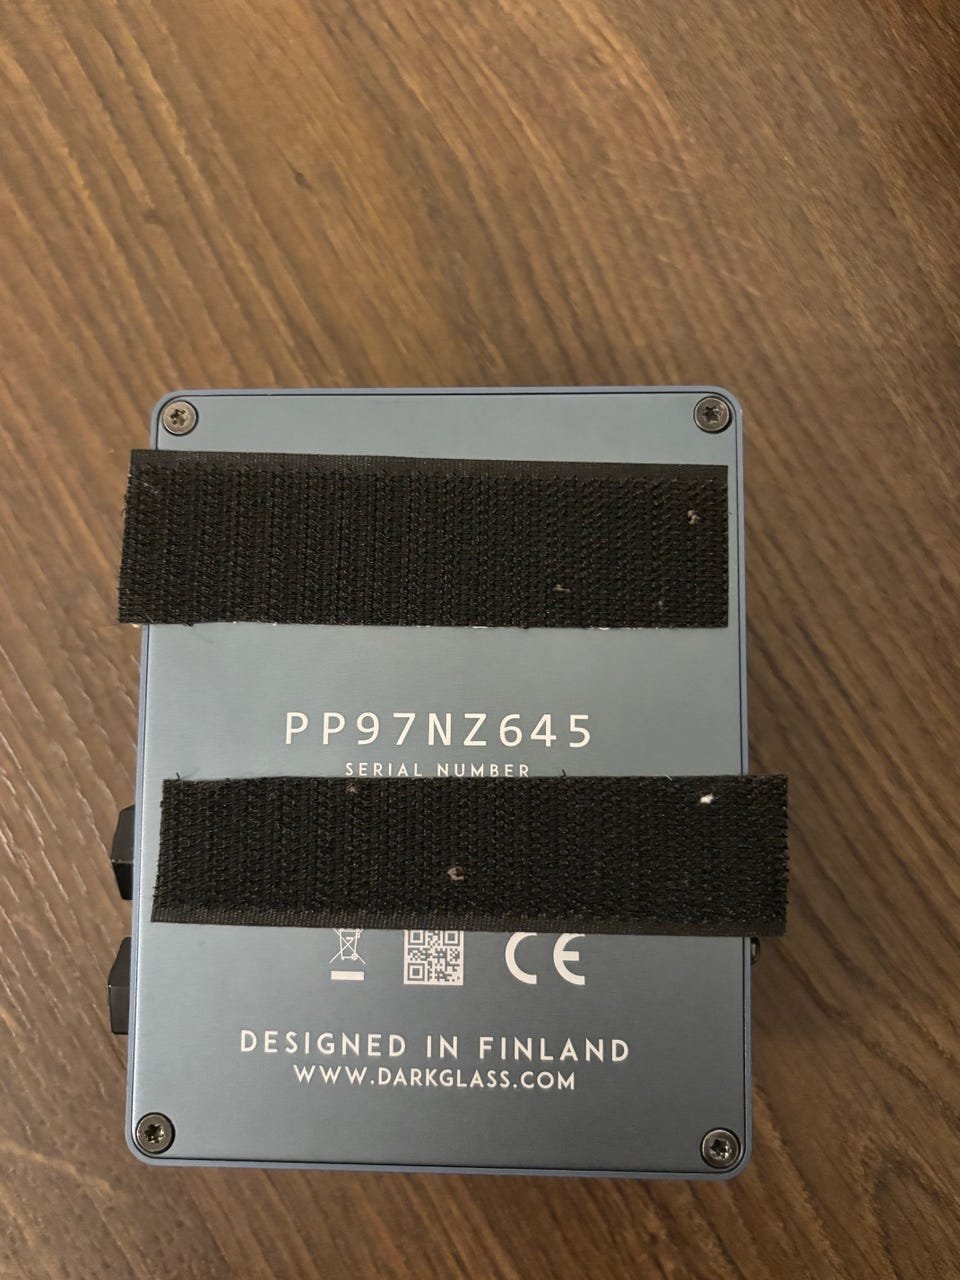 PP97NZ645
SERIAL NUMBER
CE
DESIGNED IN FINLAND
WWW.DARKGLASS.COM